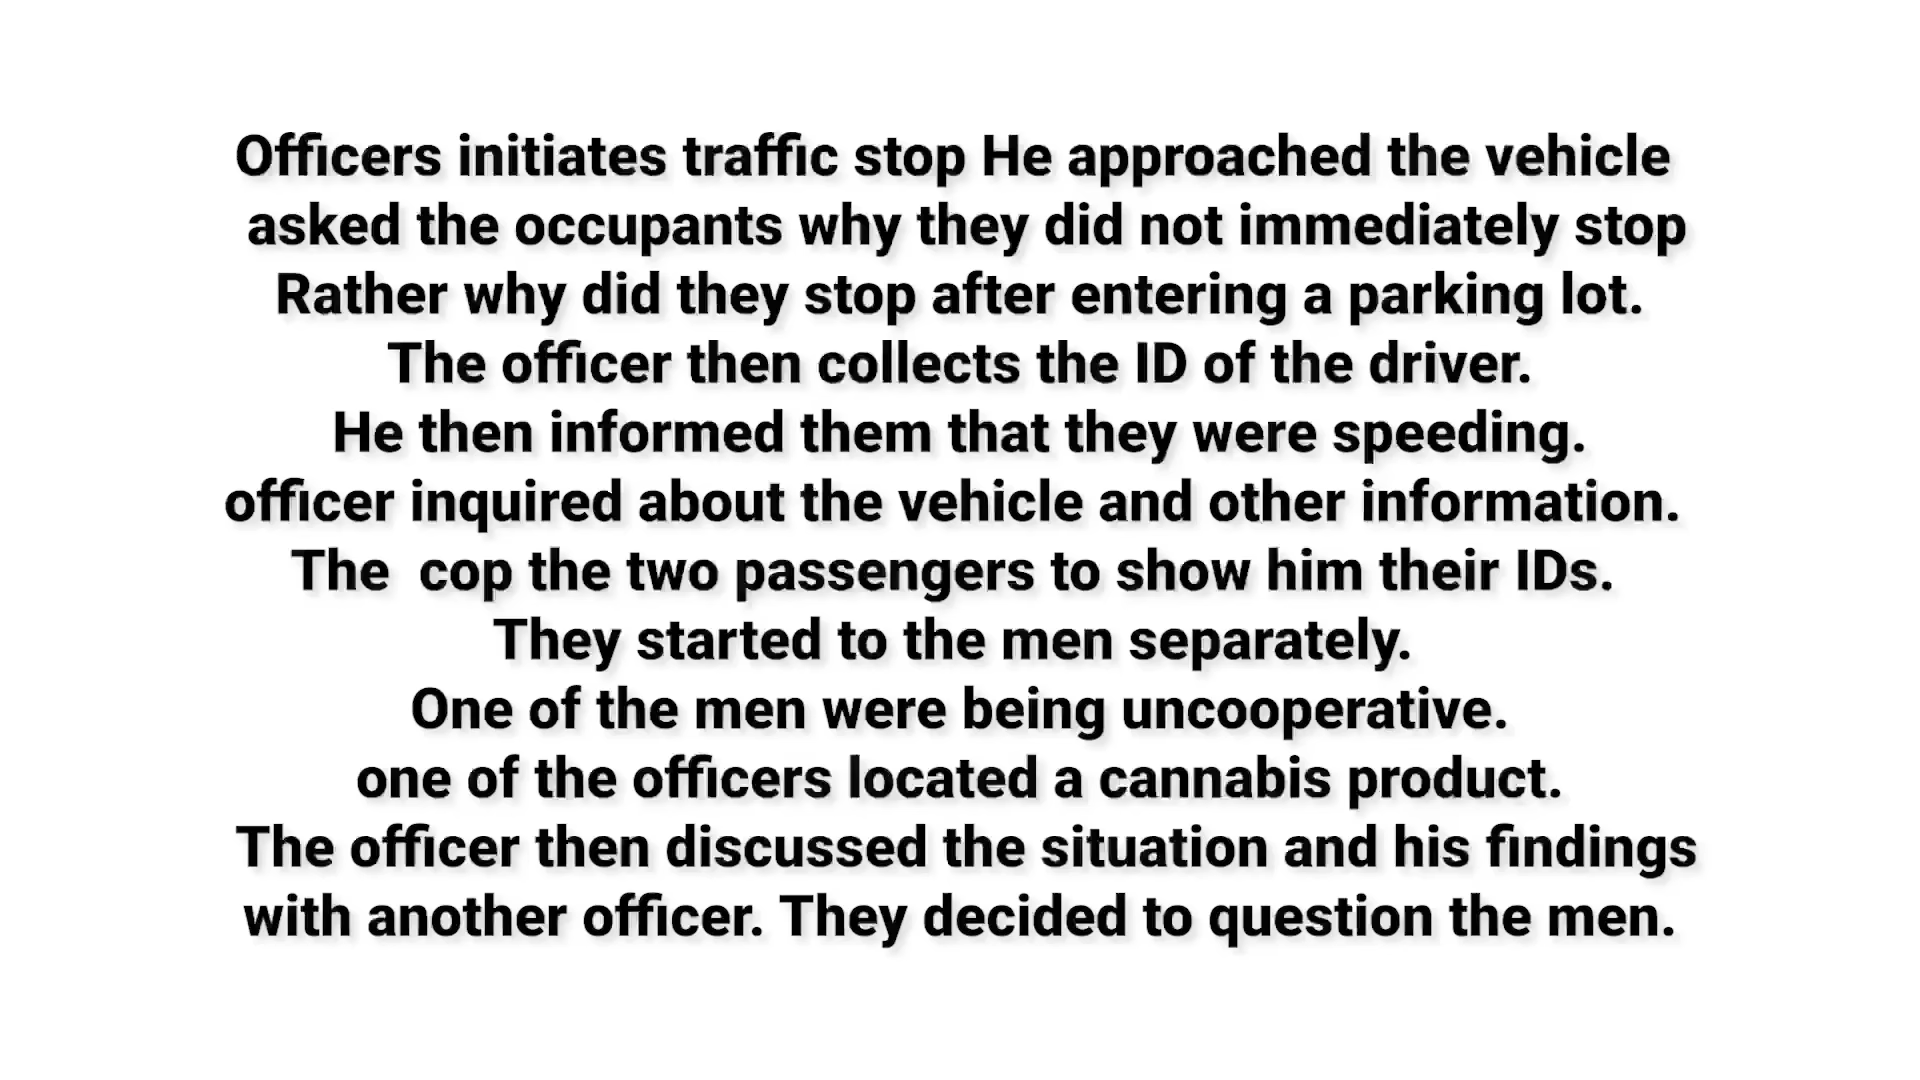 Officers initiates traffic stop He approached the vehicle
asked the occupants why they did not immediately stop
Rather why did they stop after entering a parking lot.
The officer then collects the ID of the driver.
He then informed them that they were speeding.
officer inquired about the vehicle and other information.
The cop the two passengers to show him their IDs.
They started to the men separately.
One of the men were being uncooperative.
one of the officers located a cannabis product.
The officer then discussed the situation and his findings
with another officer. They decided to question the men.